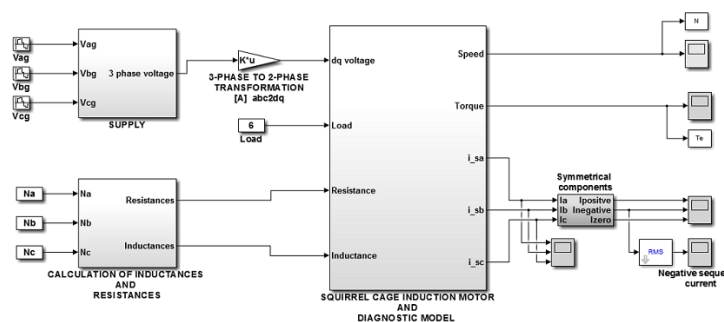 Vag
Vbg
Vcg
Vag
Vbg
Vcg
3 phase voltage
SUPPLY
K*u
3-PHASE TO 2-PHASE
TRANSFORMATION
[A] abc2dq
6
Load
Na
Nb
Nc
Na
Nb
Nc
Resistances
Inductances
CALCULATION OF INDUCTANCES
AND
RESISTANCES
dq voltage
Load
Resistance
Inductance
Speed
Torque
i_sa
i_sb
i_sc
SQUIRREL CAGE INDUCTION MOTOR
AND
DIAGNOSTIC MODEL
N
Te
Symmetrical
components
Ia
Ib
Ic
Ipositve
Inegative
Izero
RMS
Negative seque
current